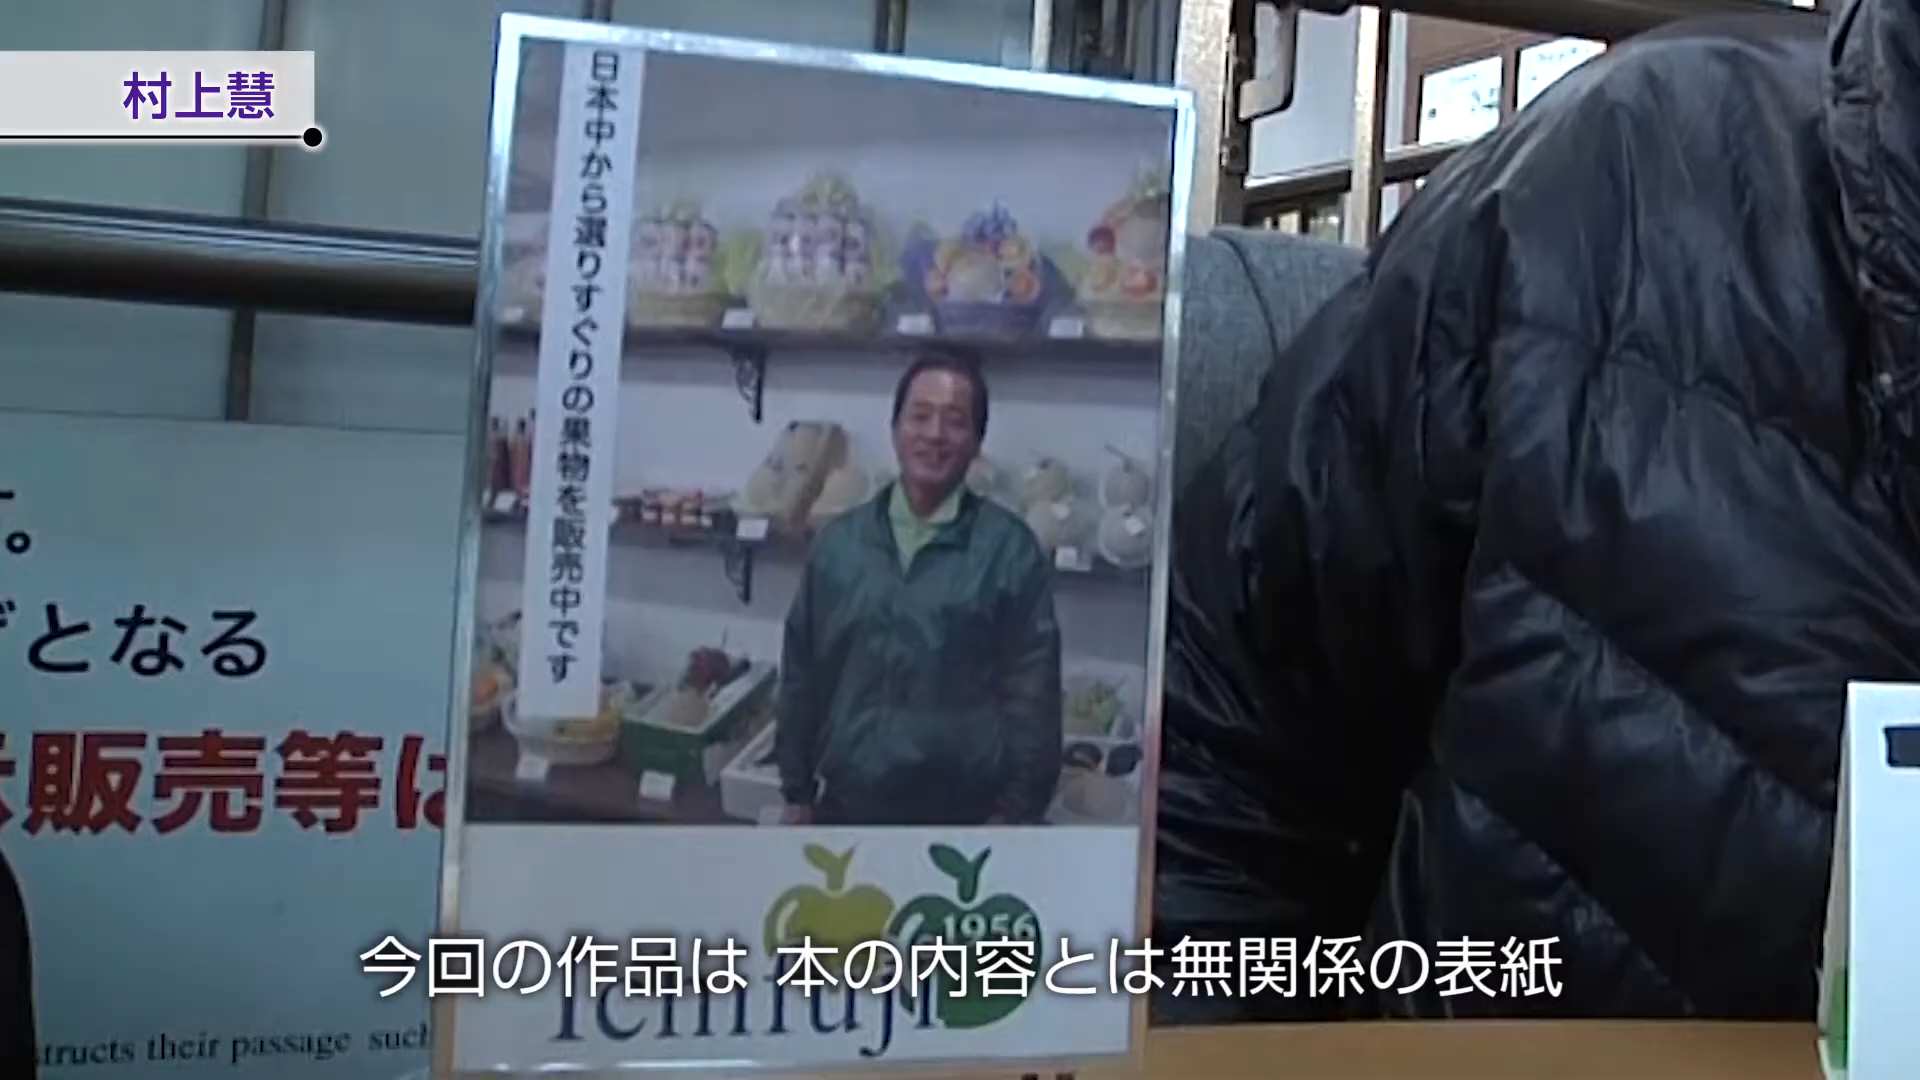 村上慧
日本中から選りすぐりの果物を販売中です
。
となる
販売等は
1956
Ichifuji
tructs their passage such
今回の作品は 本の内容とは無関係の表紙